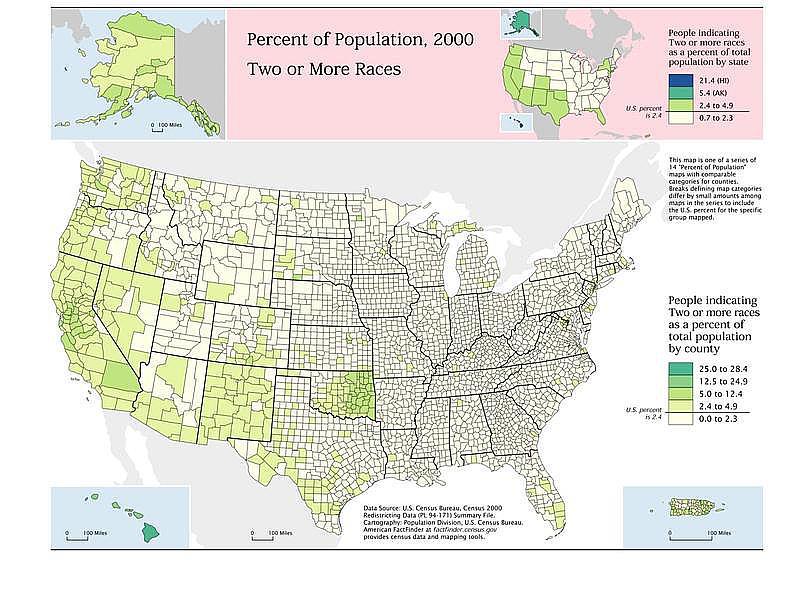 Percent of Population, 2000
Two or More Races
0 100 Miles
People indicating
Two or more races
as a percent of total
population by state
21.4 (HI)
5.4 (AK)
2.4 to 4.9
0.7 to 2.3
U.S. percent
is 2.4
This map is one of a series of
14 "Percent of Population"
maps with comparable
categories for counties.
Breaks defining map categories
differ by small amounts among
maps in the series to include
the U.S. percent for the specific
group mapped.
People indicating
Two or more races
as a percent of
total population
by county
25.0 to 28.4
12.5 to 24.9
5.0 to 12.4
2.4 to 4.9
0.0 to 2.3
U.S. percent
is 2.4
Data Source: U.S. Census Bureau, Census 2000
Redistricting Data (PL 94-171) Summary File.
Cartography: Population Division, U.S. Census Bureau.
American FactFinder at factfinder.census.gov
provides census data and mapping tools.
0 100 Miles
0 100 Miles
0 100 Miles